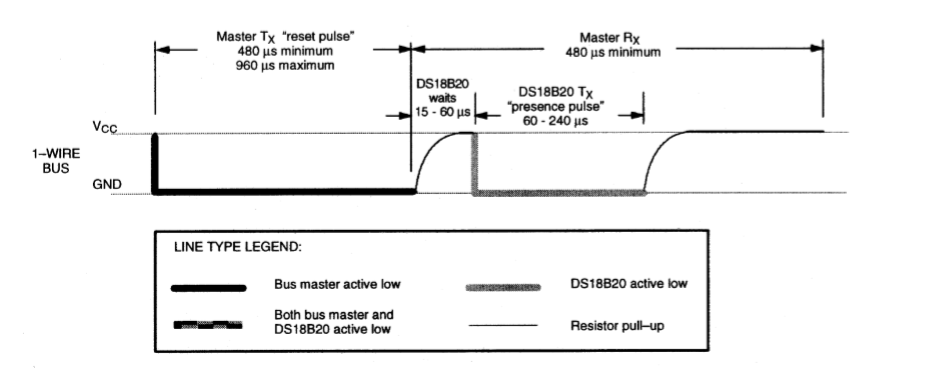 Master TX "reset pulse"
480 µs minimum
960 µs maximum
Master RX
480 µs minimum
DS18B20
waits
15 - 60 µs
DS18B20 TX
"presence pulse"
60 - 240 µs
VCC
1–WIRE
BUS
GND
LINE TYPE LEGEND:
Bus master active low
DS18B20 active low
Both bus master and
DS18B20 active low
Resistor pull–up